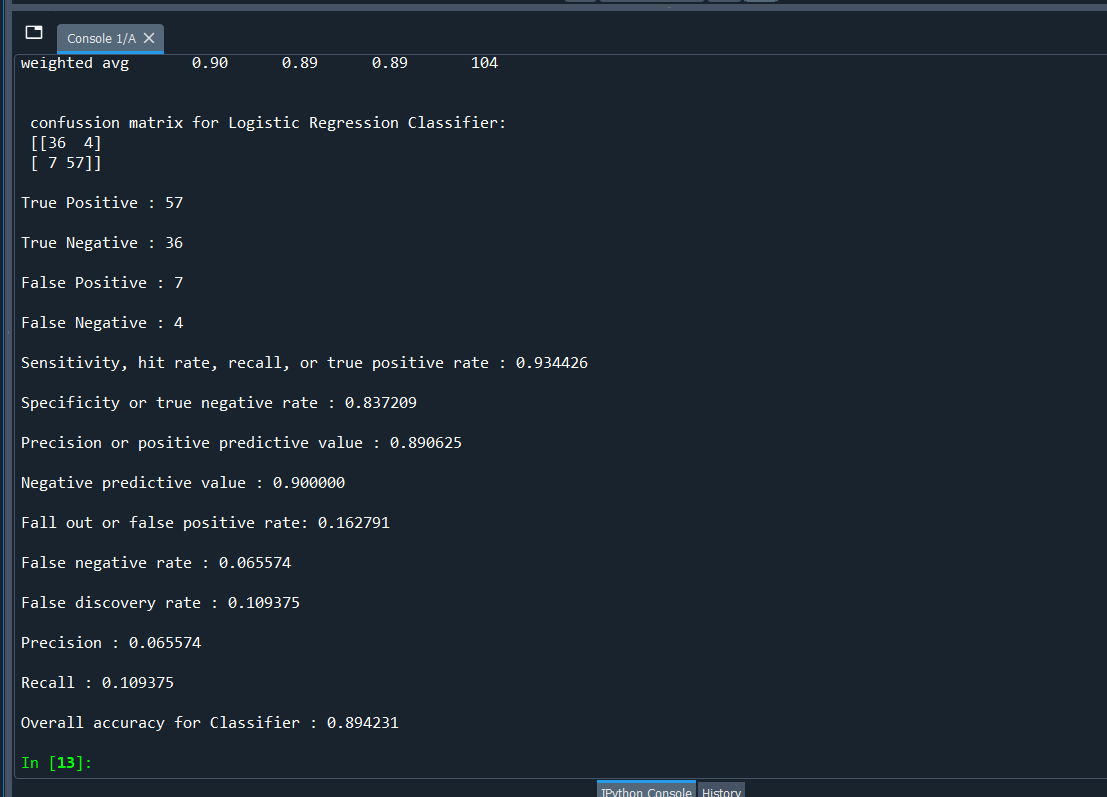 Console 1/A
weighted avg 0.90 0.89 0.89 104
confussion matrix for Logistic Regression Classifier:
[[36 4]
[ 7 57]]
True Positive : 57
True Negative : 36
False Positive : 7
False Negative : 4
Sensitivity, hit rate, recall, or true positive rate : 0.934426
Specificity or true negative rate : 0.837209
Precision or positive predictive value : 0.890625
Negative predictive value : 0.900000
Fall out or false positive rate: 0.162791
False negative rate : 0.065574
False discovery rate : 0.109375
Precision : 0.065574
Recall : 0.109375
Overall accuracy for Classifier : 0.894231
In [13]:
IPython Console History